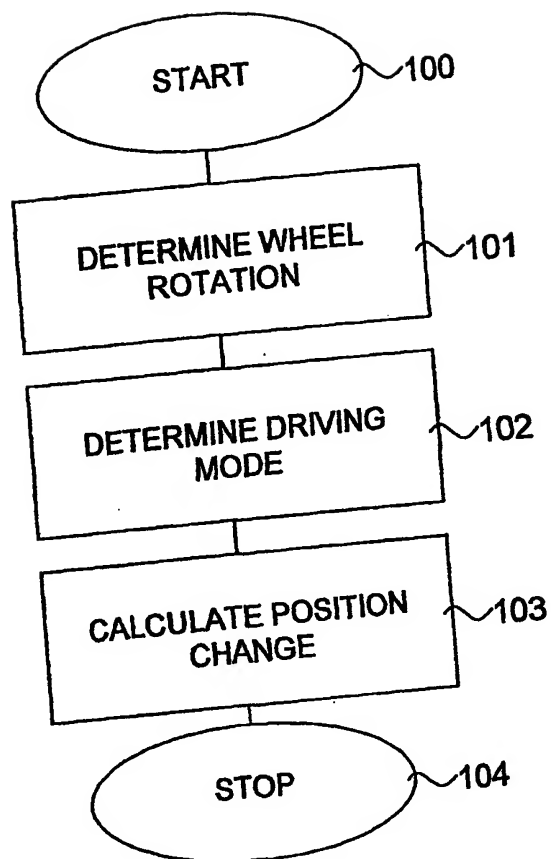 START
100
DETERMINE WHEEL
ROTATION
101
DETERMINE DRIVING
MODE
102
CALCULATE POSITION
CHANGE
103
STOP
104